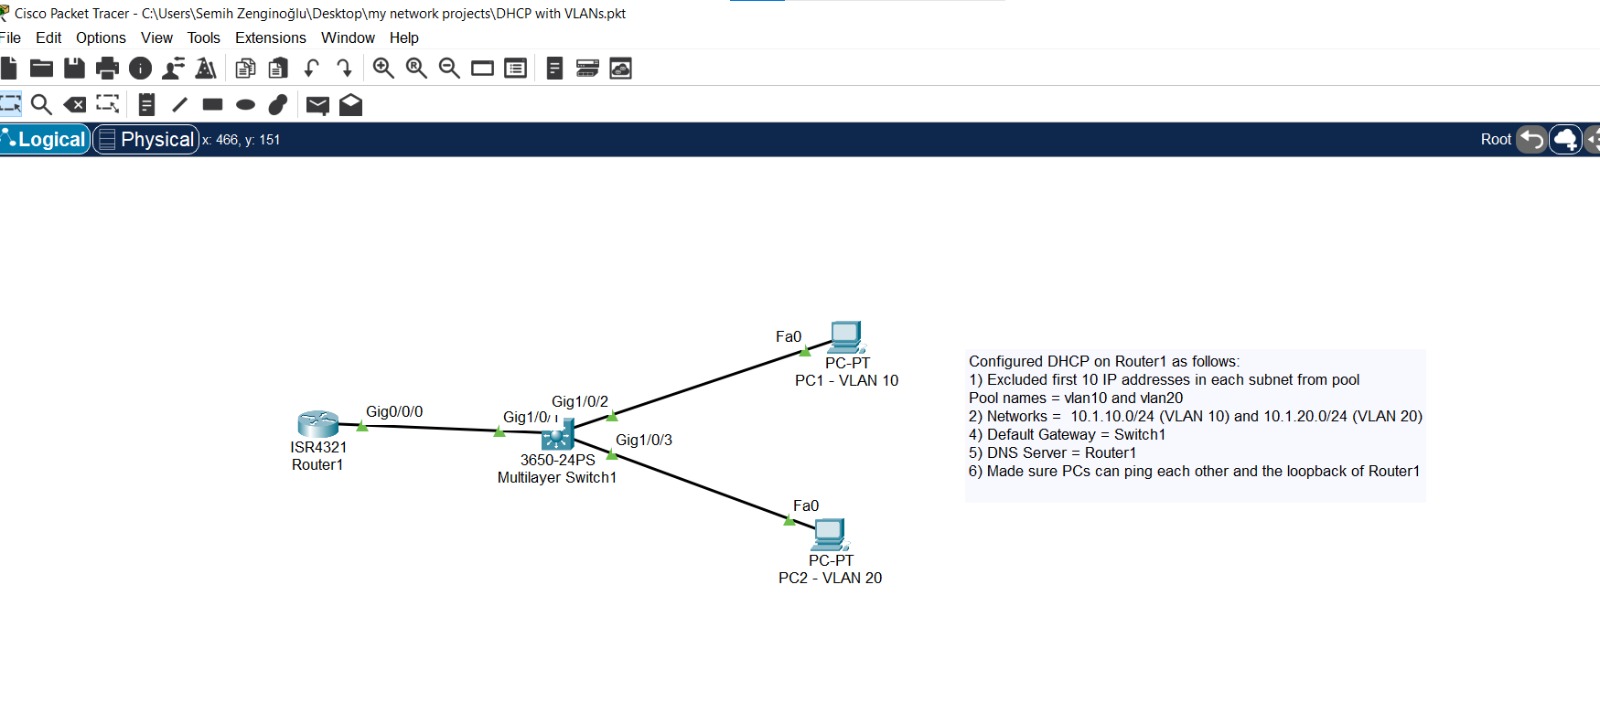 Cisco Packet Tracer - C:\Users\Semih Zenginoğlu\Desktop\my network projects\DHCP with VLANs.pkt
File Edit Options View Tools Extensions Window Help
Logical Physical x: 466, y: 151 Root
Fa0
PC-PT
PC1 - VLAN 10
Gig1/0/2
Gig0/0/0
Gig1/0/1
ISR4321
Router1
Gig1/0/3
3650-24PS
Multilayer Switch1
Fa0
PC-PT
PC2 - VLAN 20
Configured DHCP on Router1 as follows:
1) Excluded first 10 IP addresses in each subnet from pool
Pool names = vlan10 and vlan20
2) Networks = 10.1.10.0/24 (VLAN 10) and 10.1.20.0/24 (VLAN 20)
4) Default Gateway = Switch1
5) DNS Server = Router1
6) Made sure PCs can ping each other and the loopback of Router1